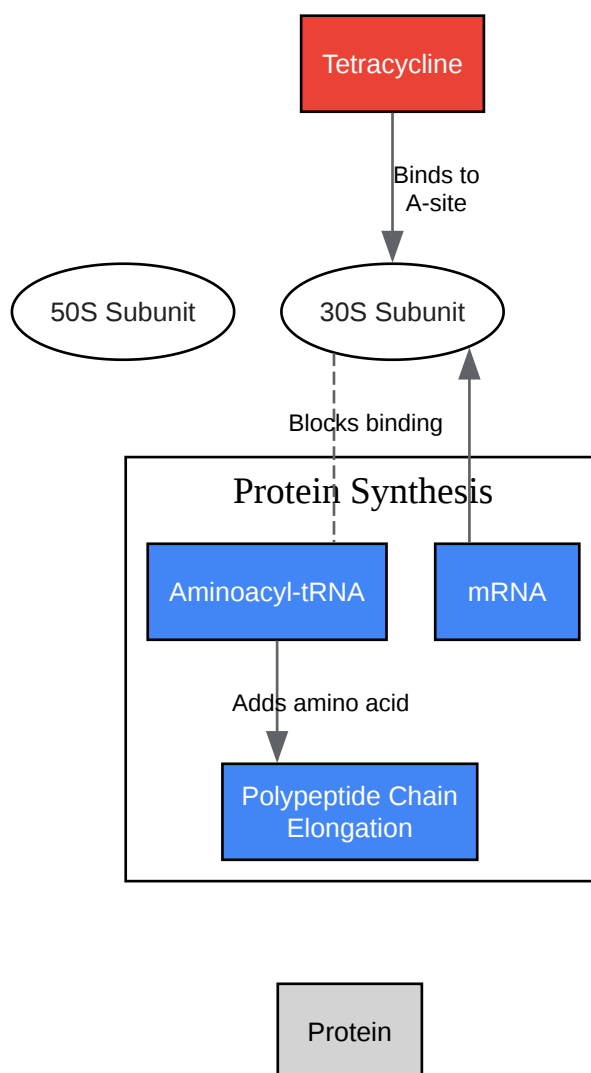 Tetracycline
Binds to
A-site
50S Subunit
30S Subunit
Blocks binding
Protein Synthesis
Aminoacyl-tRNA
mRNA
Adds amino acid
Polypeptide Chain
Elongation
Protein